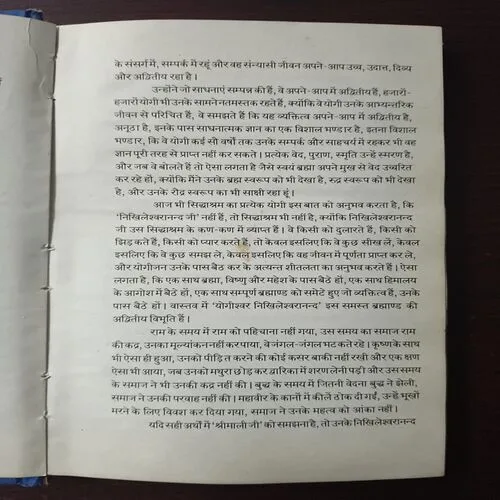 के संसर्ग में, सम्पर्क में रहूं और वह संन्यासी जीवन अपने-आप उच्च, उदात्त, दिव्य
और अद्वितीय रहा है।
उन्होंने जो साधनाएं सम्पन्न की हैं, वे अपने-आप में अद्वितीय हैं, हजारों-
हजारों योगी भी उनके सामने नतमस्तक रहते हैं, क्योंकि वे योगी उनके आभ्यन्तरिक
जीवन से परिचित हैं, वे समझते हैं कि यह व्यक्तित्व अपने-आप में अद्वितीय है,
अनूठा है, इनके पास साधनात्मक ज्ञान का एक विशाल भण्डार है, इतना विशाल
भण्डार, कि वे योगी कई सौ वर्षों तक उनके सम्पर्क और साहचर्य में रहकर भी वह
ज्ञान पूरी तरह से प्राप्त नहीं कर सकते। प्रत्येक वेद, पुराण, स्मृति उन्हें स्मरण है,
और जब वे बोलते हैं तो ऐसा लगता है जैसे स्वयं ब्रह्मा अपने मुख से वेद उच्चरित
कर रहे हों, क्योंकि मैंने उनके ब्रह्म स्वरूप को भी देखा है, रुद्र स्वरूप को भी देखा
है, और उनके रौद्र स्वरूप का भी साक्षी रहा हूं।
आज भी सिद्धाश्रम का प्रत्येक योगी इस बात को अनुभव करता है, कि
'निखिलेश्वरानन्द जी' नहीं हैं, तो सिद्धाश्रम भी नहीं है, क्योंकि निखिलेश्वरानन्द
जी उस सिद्धाश्रम के कण-कण में व्याप्त हैं। वे किसी को दुलारते हैं, किसी को
झिड़कते हैं, किसी को प्यार करते हैं, तो केवल इसलिए कि वे कुछ सीख लें, केवल
इसलिए कि वे कुछ समझ ले, केवल इसलिए कि वह जीवन में पूर्णता प्राप्त कर ले,
और योगीजन उनके पास बैठ कर के अत्यन्त शीतलता का अनुभव करते हैं। ऐसा
लगता है, कि एक साथ ब्रह्मा, विष्णु और महेश के पास बैठे हों, एक साथ हिमालय
के आगोश में बैठे हों, एक साथ सम्पूर्ण ब्रह्माण्ड को समेटे हुए जो व्यक्तित्व हैं, उनके
पास बैठे हों। वास्तव में 'योगीश्वर निखिलेश्वरानन्द' इस समस्त ब्रह्माण्ड की
अद्वितीय विभूति हैं।
राम के समय में राम को पहिचाना नहीं गया, उस समय का समाज राम
की कद्र, उनका मूल्यांकन नहीं कर पाया, वे जंगल-जंगल भटकते रहे। कृष्ण के साथ
भी ऐसा ही हुआ, उनको पीड़ित करने की कोई कसर बाकी नहीं रखी और एक क्षण
ऐसा भी आया, जब उनको मथुरा छोड़ कर द्वारिका में शरण लेनी पड़ी और उस समय
के समाज ने भी उनकी कद्र नहीं की। बुद्ध के समय में जितनी वेदना बुद्ध ने झेली,
समाज ने उनकी परवाह नहीं की। महावीर के कानों में कीलें ठोक दी गईं, उन्हें भूखों
मरने के लिए विवश कर दिया गया, समाज ने उनके महत्व को आंका नहीं।
यदि सही अर्थों में 'श्रीमाली जी' को समझना है, तो उनके निखिलेश्वरानन्द